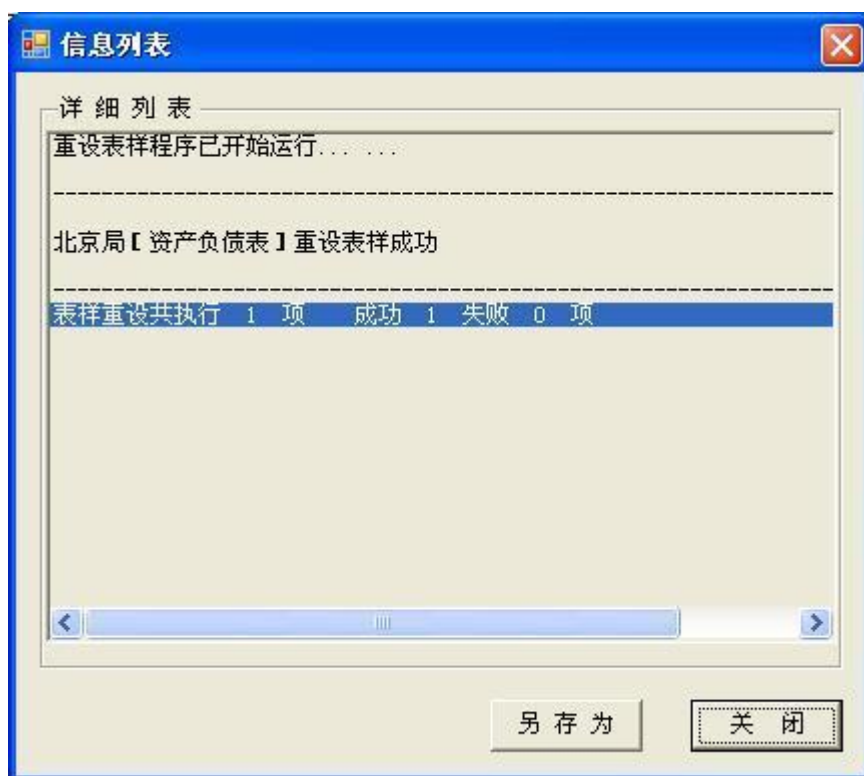 信息列表
详 细 列 表
重设表样程序已开始运行... ...
-----------------------------------------------------------------
北京局【资产负债表】重设表样成功
-----------------------------------------------------------------
表样重设共执行 1 项 成功 1 失败 0 项
另 存 为
关 闭